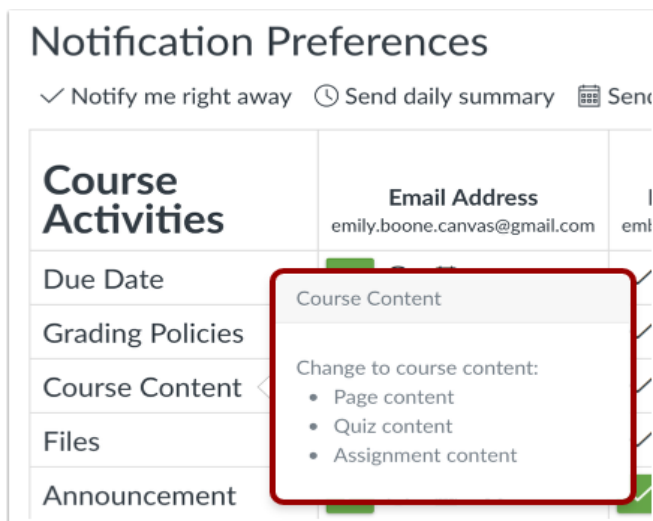 Notification Preferences
Notify me right away Send daily summary Send
Course
Activities
Email Address
emily.boone.canvas@gmail.com
Due Date
Grading Policies
Course Content
Files
Announcement
Course Content
Change to course content:
• Page content
• Quiz content
• Assignment content